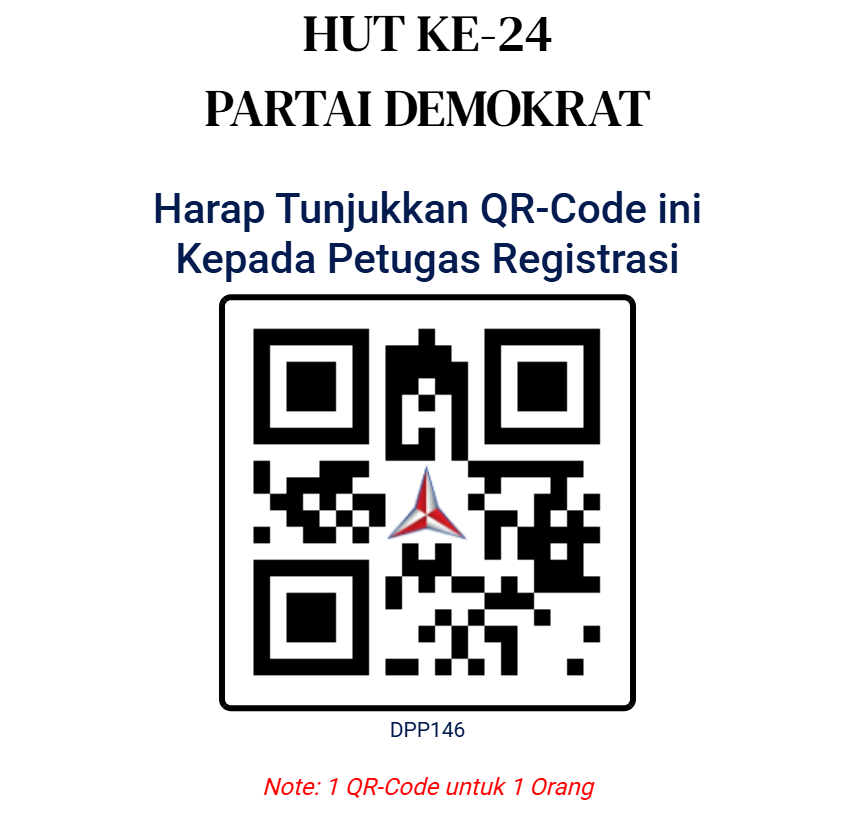 HUT KE-24
PARTAI DEMOKRAT
Harap Tunjukkan QR-Code ini
Kepada Petugas Registrasi
DPP146
Note: 1 QR-Code untuk 1 Orang